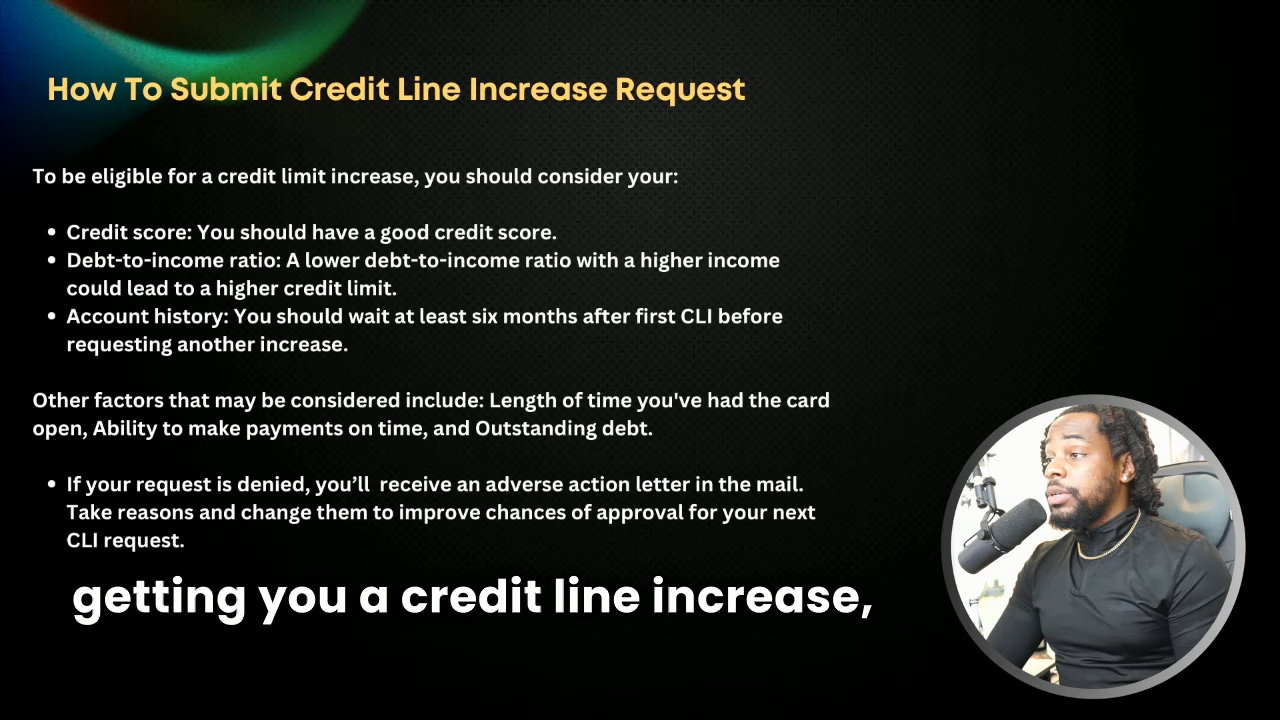 How To Submit Credit Line Increase Request
To be eligible for a credit limit increase, you should consider your:
• Credit score: You should have a good credit score.
• Debt-to-income ratio: A lower debt-to-income ratio with a higher income
could lead to a higher credit limit.
• Account history: You should wait at least six months after first CLI before
requesting another increase.
Other factors that may be considered include: Length of time you've had the card
open, Ability to make payments on time, and Outstanding debt.
• If your request is denied, you’ll  receive an adverse action letter in the mail.
Take reasons and change them to improve chances of approval for your next
CLI request.
getting you a credit line increase,